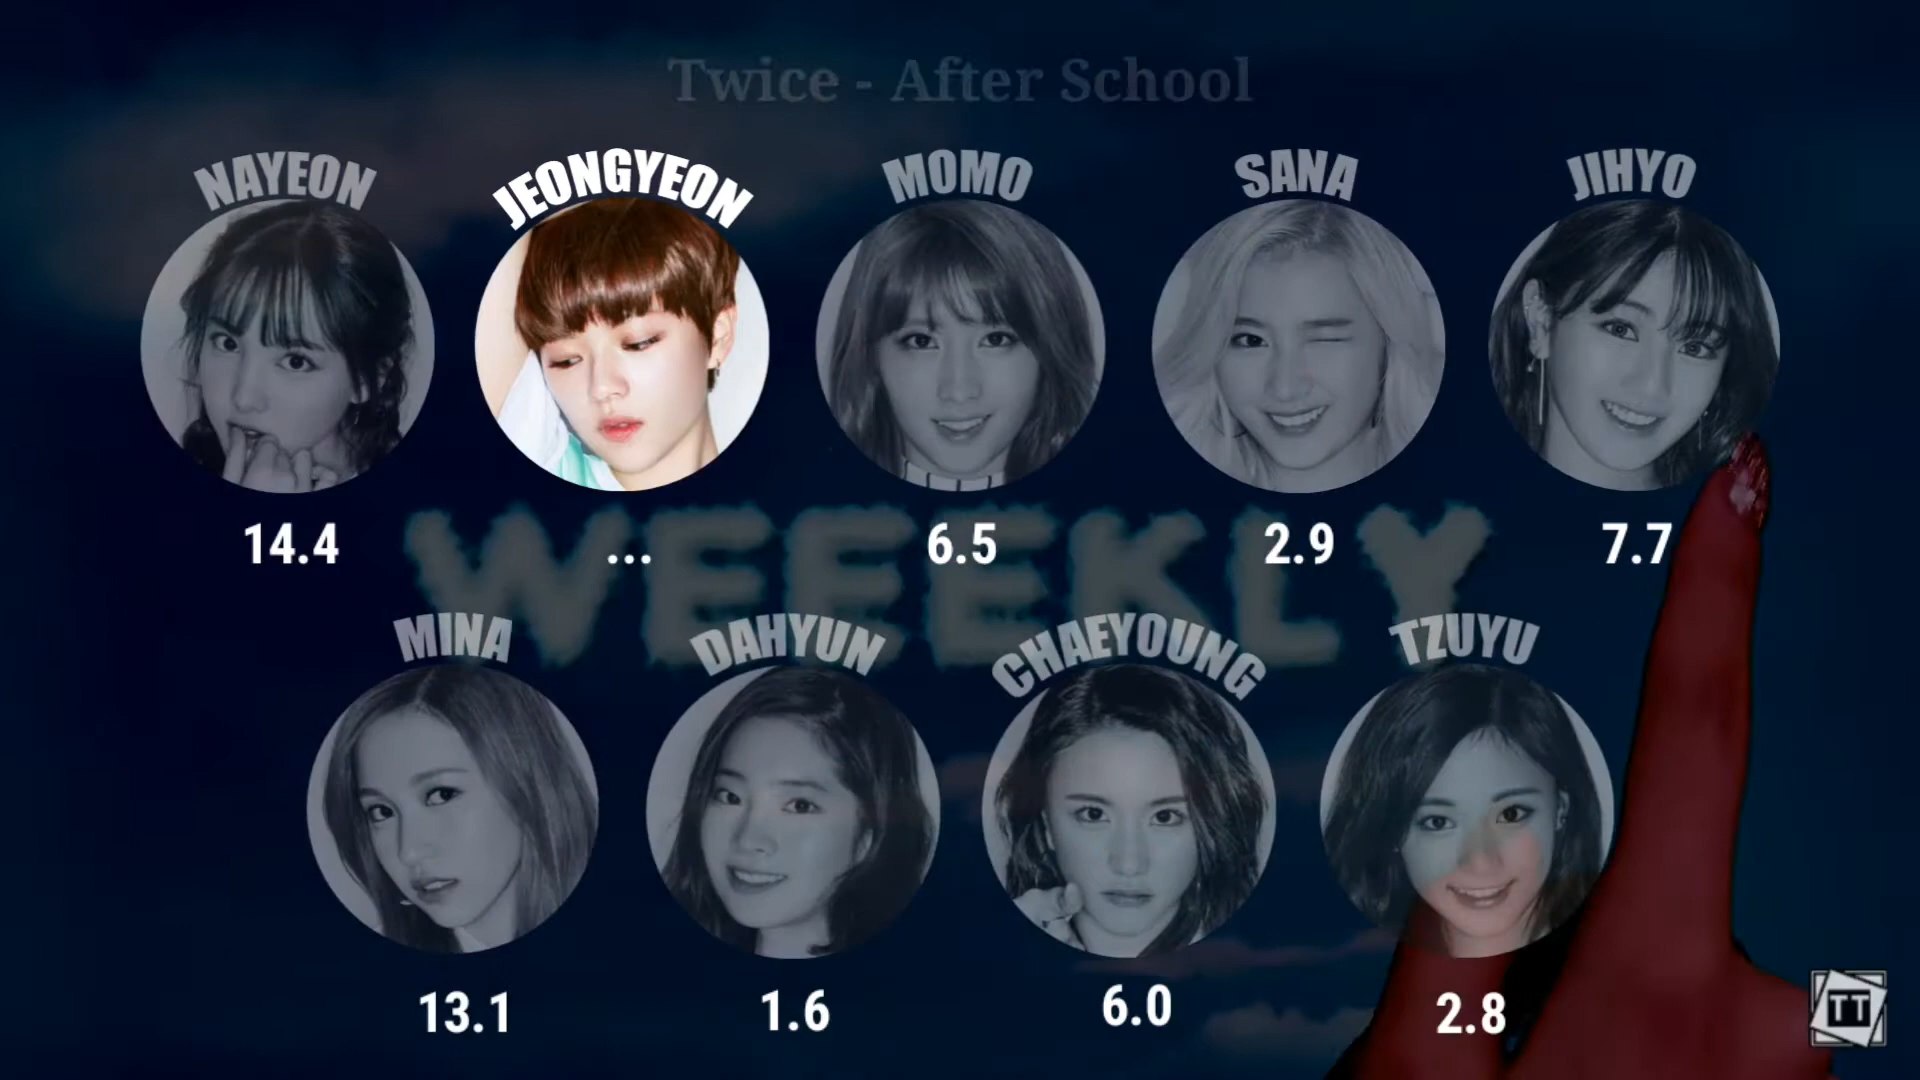 Twice - After School
NAYEON JEONGYEON MOMO SANA JIHYO
14.4 ... 6.5 2.9 7.7
WEEEKLY
MINA DAHYUN CHAEYOUNG TZUYU
13.1 1.6 6.0 2.8
TT